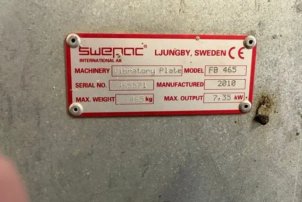 swepac LJUNGBY, SWEDEN CE
INTERNATIONAL AB
MACHINERY Vibratory Plate MODEL FB 465
SERIAL NO. MANUFACTURED 2010
MAX. WEIGHT kg MAX. OUTPUT 7,35 kW